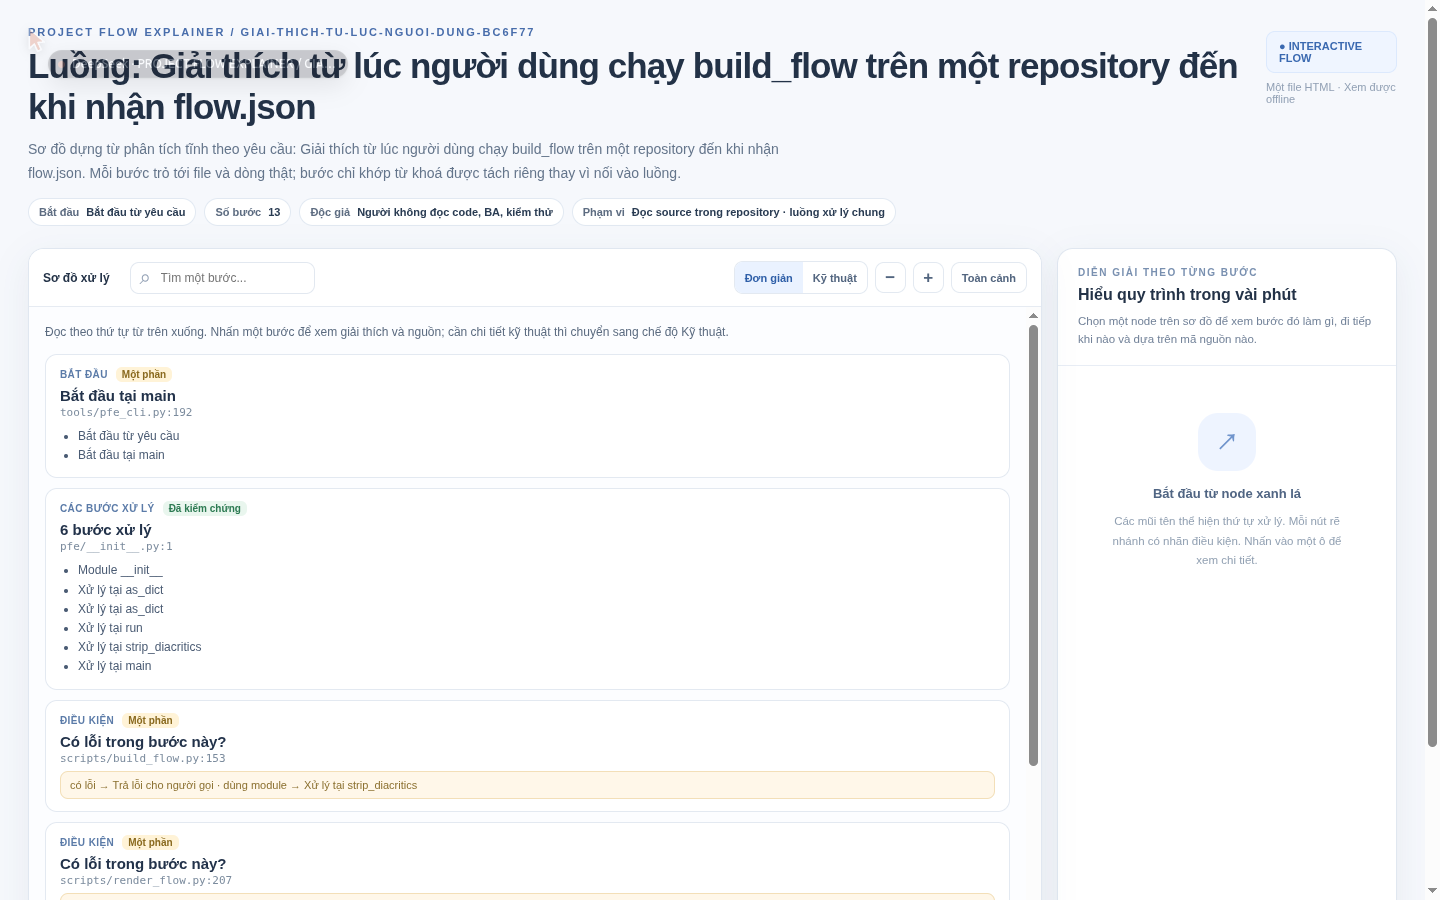 PROJECT FLOW EXPLAINER / GIAI-THICH-TU-LUC-NGUOI-DUNG-BC6F77
Luồng: Giải thích từ lúc người dùng chạy build_flow trên một repository đến
khi nhận flow.json
● INTERACTIVE
FLOW
Một file HTML · Xem được
offline
Sơ đồ dựng từ phân tích tĩnh theo yêu cầu: Giải thích từ lúc người dùng chạy build_flow trên một repository đến khi nhận
flow.json. Mỗi bước trỏ tới file và dòng thật; bước chỉ khớp từ khoá được tách riêng thay vì nối vào luồng.
Bắt đầu Bắt đầu từ yêu cầu
Số bước 13
Độc giả Người không đọc code, BA, kiểm thử
Phạm vi Đọc source trong repository · luồng xử lý chung
Sơ đồ xử lý
Tìm một bước...
Đơn giản
Kỹ thuật
−
+
Toàn cảnh
Đọc theo thứ tự từ trên xuống. Nhấn một bước để xem giải thích và nguồn; cần chi tiết kỹ thuật thì chuyển sang chế độ Kỹ thuật.
BẮT ĐẦU Một phần
Bắt đầu tại main
tools/pfe_cli.py:192
• Bắt đầu từ yêu cầu
• Bắt đầu tại main
CÁC BƯỚC XỬ LÝ Đã kiểm chứng
6 bước xử lý
pfe/__init__.py:1
• Module __init__
• Xử lý tại as_dict
• Xử lý tại as_dict
• Xử lý tại run
• Xử lý tại strip_diacritics
• Xử lý tại main
ĐIỀU KIỆN Một phần
Có lỗi trong bước này?
scripts/build_flow.py:153
có lỗi → Trả lỗi cho người gọi · dùng module → Xử lý tại strip_diacritics
ĐIỀU KIỆN Một phần
Có lỗi trong bước này?
scripts/render_flow.py:207
DIỄN GIẢI THEO TỪNG BƯỚC
Hiểu quy trình trong vài phút
Chọn một node trên sơ đồ để xem bước đó làm gì, đi tiếp
khi nào và dựa trên mã nguồn nào.
Bắt đầu từ node xanh lá
Các mũi tên thể hiện thứ tự xử lý. Mỗi nút rẽ
nhánh có nhãn điều kiện. Nhấn vào một ô để
xem chi tiết.